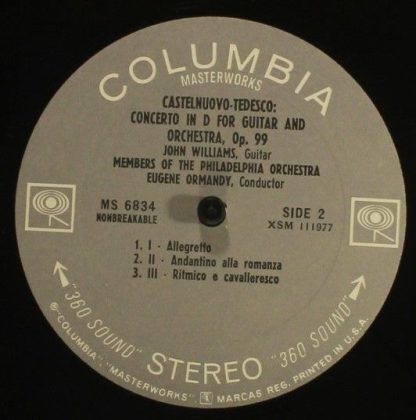 COLUMBIA
MASTERWORKS
CASTELNUOVO-TEDESCO:
CONCERTO IN D FOR GUITAR AND
ORCHESTRA, Op. 99
JOHN WILLIAMS, Guitar
MEMBERS OF THE PHILADELPHIA ORCHESTRA
EUGENE ORMANDY, Conductor
MS 6834
NONBREAKABLE
SIDE 2
XSM 111977
1. I - Allegretto
2. II - Andantino alla romanza
3. III - Ritmico e cavalleresco
"360 SOUND" STEREO "360 SOUND"
℗"COLUMBIA", "MASTERWORKS", MARCAS REG. PRINTED IN U.S.A.